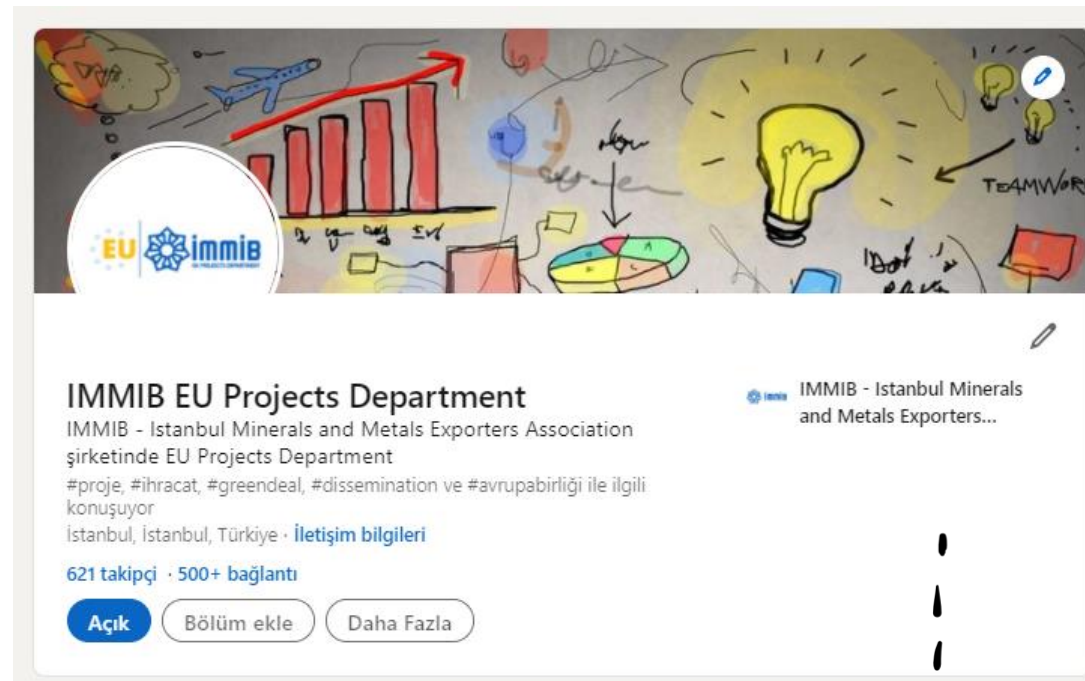 TEAMWOR
EU immib
IMMIB EU Projects Department
IMMIB - Istanbul Minerals and Metals Exporters Association
şirketinde EU Projects Department
#proje, #ihracat, #greendeal, #dissemination ve #avrupabirliği ile ilgili
konuşuyor
İstanbul, İstanbul, Türkiye · İletişim bilgileri
621 takipçi · 500+ bağlantı
Açık
Bölüm ekle
Daha Fazla
immib
IMMIB - Istanbul Minerals
and Metals Exporters...